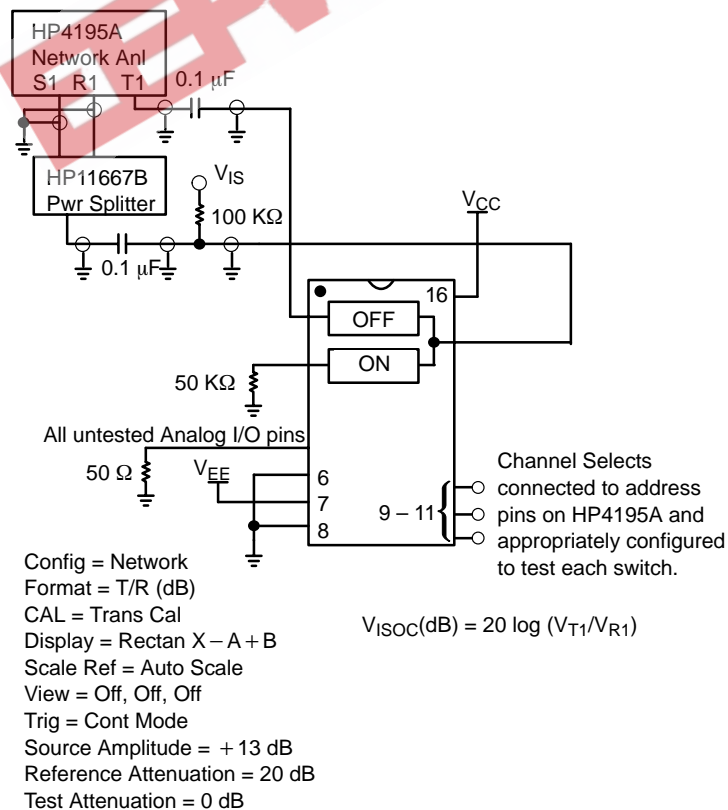 HP4195A
Network Anl
S1 R1 T1
0.1 μF
HP11667B
Pwr Splitter
VIS
100 KΩ
VCC
0.1 μF
16
OFF
ON
50 KΩ
All untested Analog I/O pins
50 Ω
VEE
6
7
8
9 – 11
Channel Selects
connected to address
pins on HP4195A and
appropriately configured
to test each switch.
Config = Network
Format = T/R (dB)
CAL = Trans Cal
Display = Rectan X – A + B
Scale Ref = Auto Scale
View = Off, Off, Off
Trig = Cont Mode
Source Amplitude = +13 dB
Reference Attenuation = 20 dB
Test Attenuation = 0 dB
VISOC(dB) = 20 log (VT1/VR1)